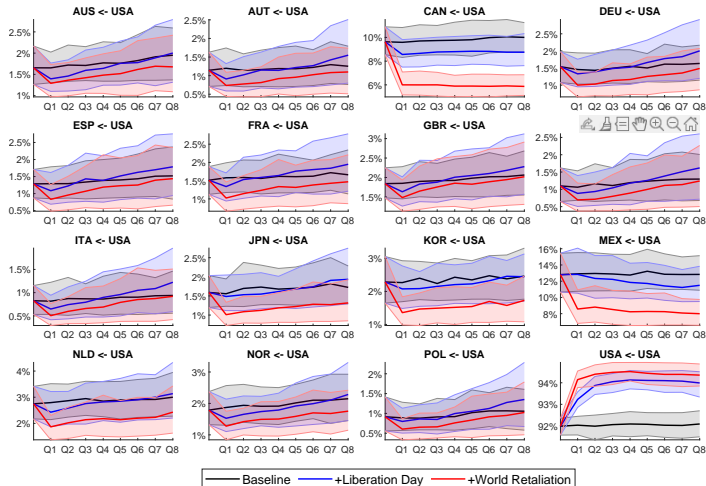 AUS <- USA
2.5%
2%
1.5%
1%
Q1 Q2 Q3 Q4 Q5 Q6 Q7 Q8
AUT <- USA
2.5%
2%
1.5%
1%
0.5%
Q1 Q2 Q3 Q4 Q5 Q6 Q7 Q8
CAN <- USA
10%
8%
6%
Q1 Q2 Q3 Q4 Q5 Q6 Q7 Q8
DEU <- USA
2.5%
2%
1.5%
1%
Q1 Q2 Q3 Q4 Q5 Q6 Q7 Q8
ESP <- USA
2.5%
2%
1.5%
1%
0.5%
Q1 Q2 Q3 Q4 Q5 Q6 Q7 Q8
FRA <- USA
2.5%
2%
1.5%
1%
Q1 Q2 Q3 Q4 Q5 Q6 Q7 Q8
GBR <- USA
3%
2.5%
2%
1.5%
Q1 Q2 Q3 Q4 Q5 Q6 Q7 Q8
2.5%
2%
1.5%
1%
0.5%
Q1 Q2 Q3 Q4 Q5 Q6 Q7 Q8
ITA <- USA
1.5%
1%
0.5%
Q1 Q2 Q3 Q4 Q5 Q6 Q7 Q8
JPN <- USA
2.5%
2%
1.5%
1%
Q1 Q2 Q3 Q4 Q5 Q6 Q7 Q8
KOR <- USA
3%
2%
1%
Q1 Q2 Q3 Q4 Q5 Q6 Q7 Q8
MEX <- USA
16%
14%
12%
10%
8%
Q1 Q2 Q3 Q4 Q5 Q6 Q7 Q8
NLD <- USA
4%
3%
2%
Q1 Q2 Q3 Q4 Q5 Q6 Q7 Q8
NOR <- USA
3%
2%
1%
Q1 Q2 Q3 Q4 Q5 Q6 Q7 Q8
POL <- USA
2%
1.5%
1%
0.5%
Q1 Q2 Q3 Q4 Q5 Q6 Q7 Q8
USA <- USA
94%
93%
92%
Q1 Q2 Q3 Q4 Q5 Q6 Q7 Q8
Baseline +Liberation Day +World Retaliation